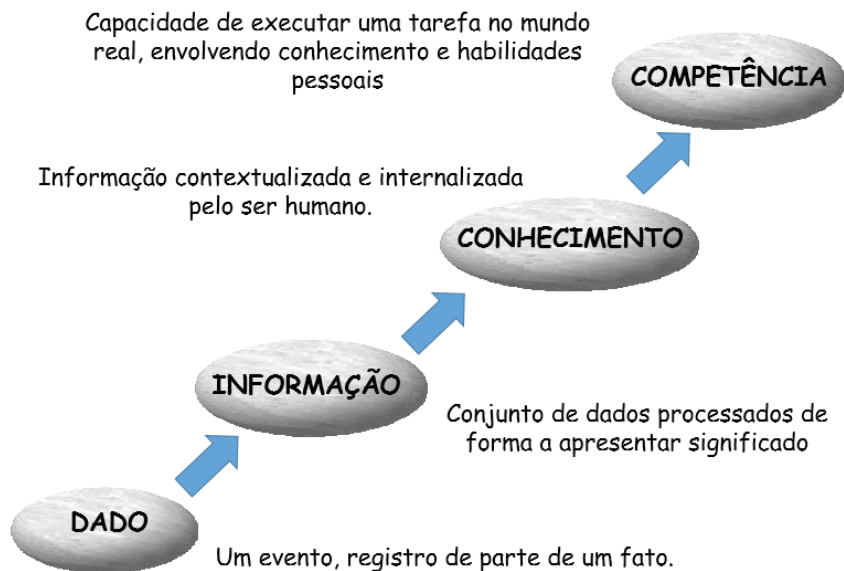 Capacidade de executar uma tarefa no mundo
real, envolvendo conhecimento e habilidades
pessoais
COMPETÊNCIA
Informação contextualizada e internalizada
pelo ser humano.
CONHECIMENTO
INFORMAÇÃO
Conjunto de dados processados de
forma a apresentar significado
DADO
Um evento, registro de parte de um fato.